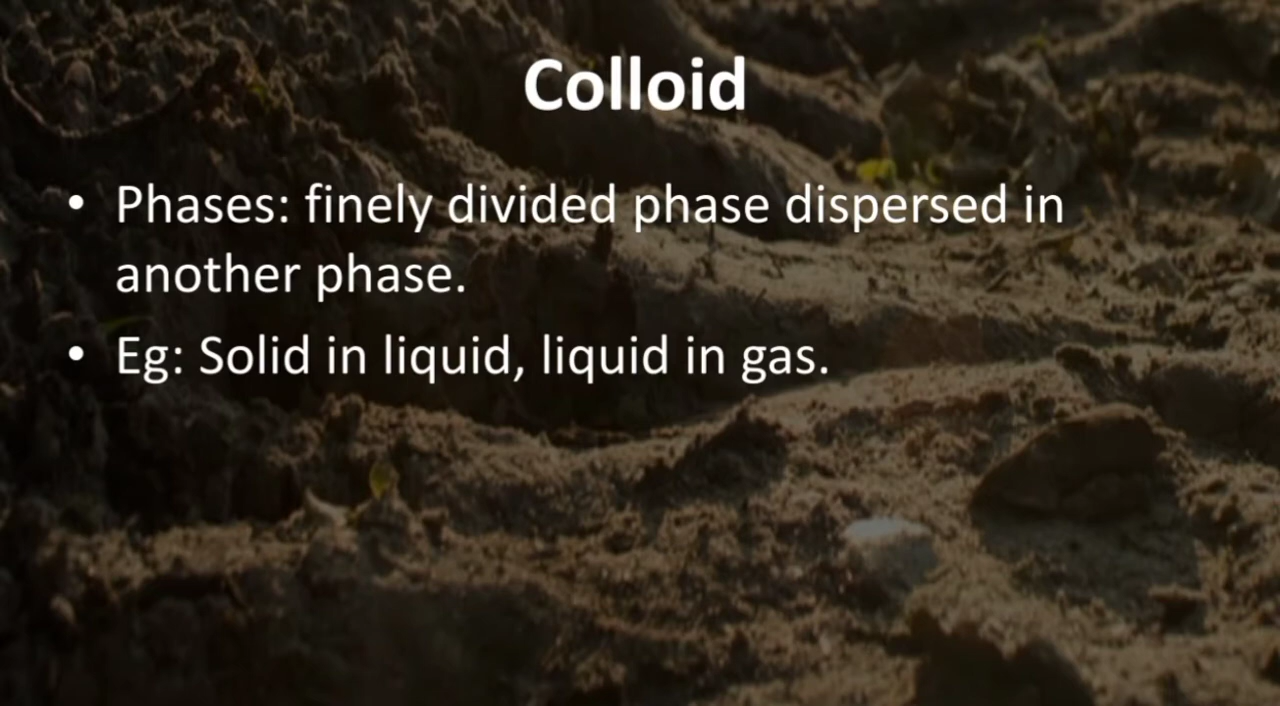 Colloid
• Phases: finely divided phase dispersed in
another phase.
• Eg: Solid in liquid, liquid in gas.